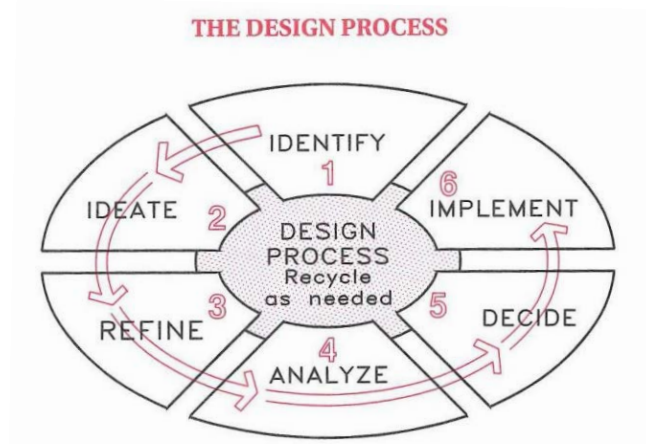 THE DESIGN PROCESS
IDENTIFY
1
IDEATE
2
REFINE
3
ANALYZE
4
DECIDE
5
IMPLEMENT
6
DESIGN
PROCESS
Recycle
as needed